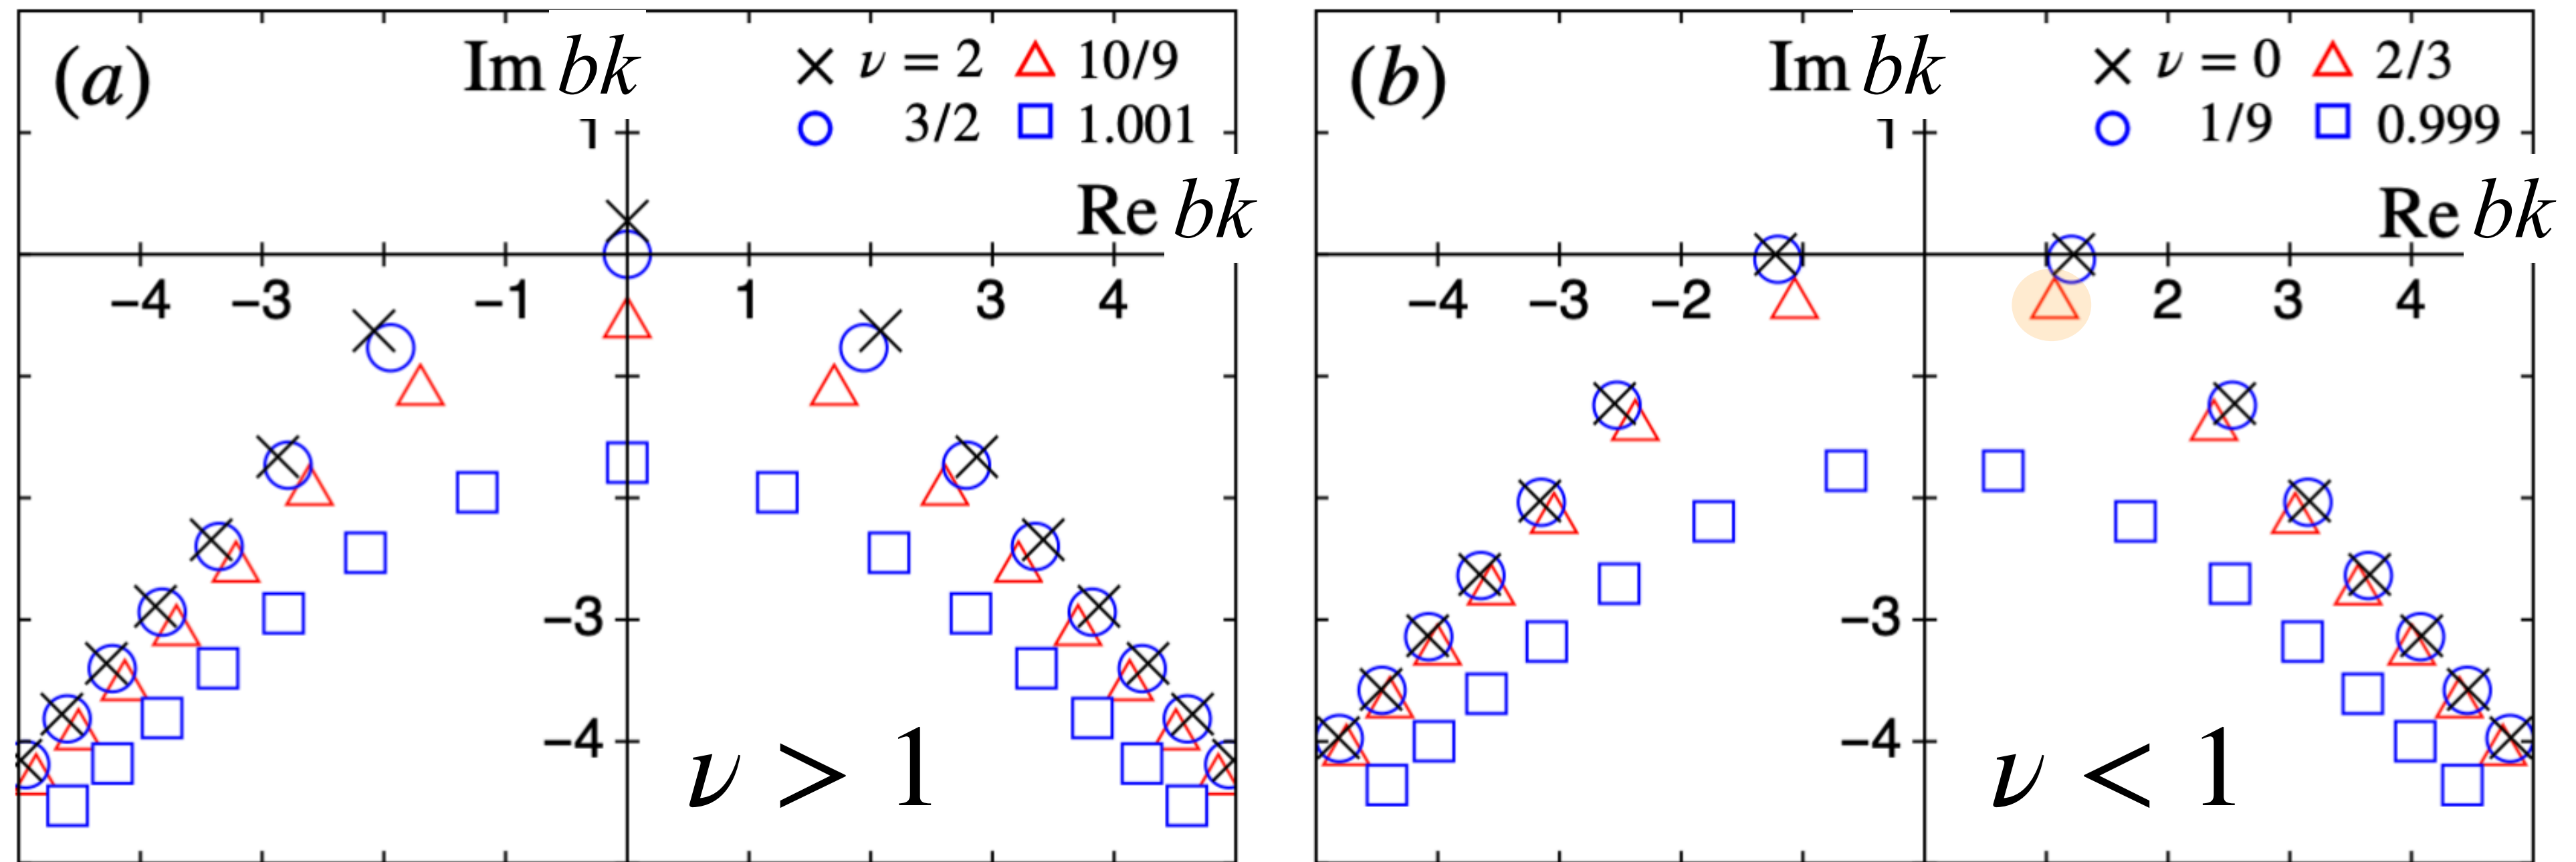 (a)
Im bk
× ν = 2 △ 10/9
○ 3/2 □ 1.001
1
Re bk
−4 −3 −1 1 3 4
−3
−4
ν > 1
(b)
Im bk
× ν = 0 △ 2/3
○ 1/9 □ 0.999
1
Re bk
−4 −3 −2 2 3 4
−3
−4
ν < 1